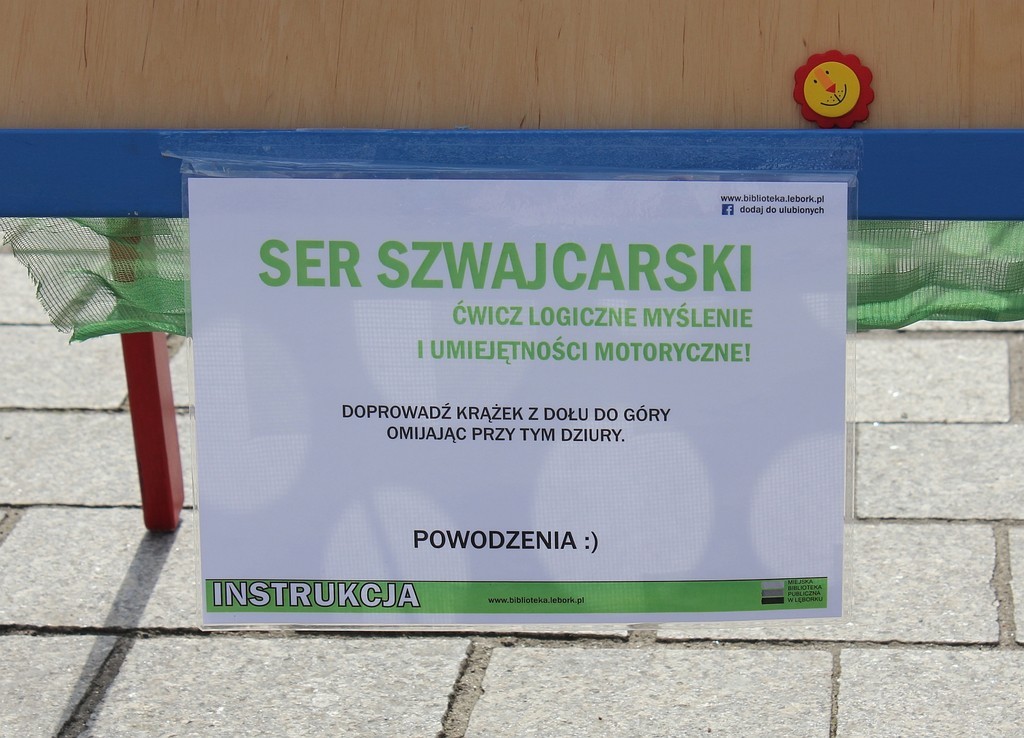 www.biblioteka.lebork.pl
dodaj do ulubionych
SER SZWAJCARSKI
ĆWICZ LOGICZNE MYŚLENIE
I UMIEJĘTNOŚCI MOTORYCZNE!
DOPROWADŹ KRĄŻEK Z DOŁU DO GÓRY
OMIJAJĄC PRZY TYM DZIURY.
POWODZENIA :)
INSTRUKCJA
www.biblioteka.lebork.pl
MIEJSKA
BIBLIOTEKA
PUBLICZNA
W LĘBORKU